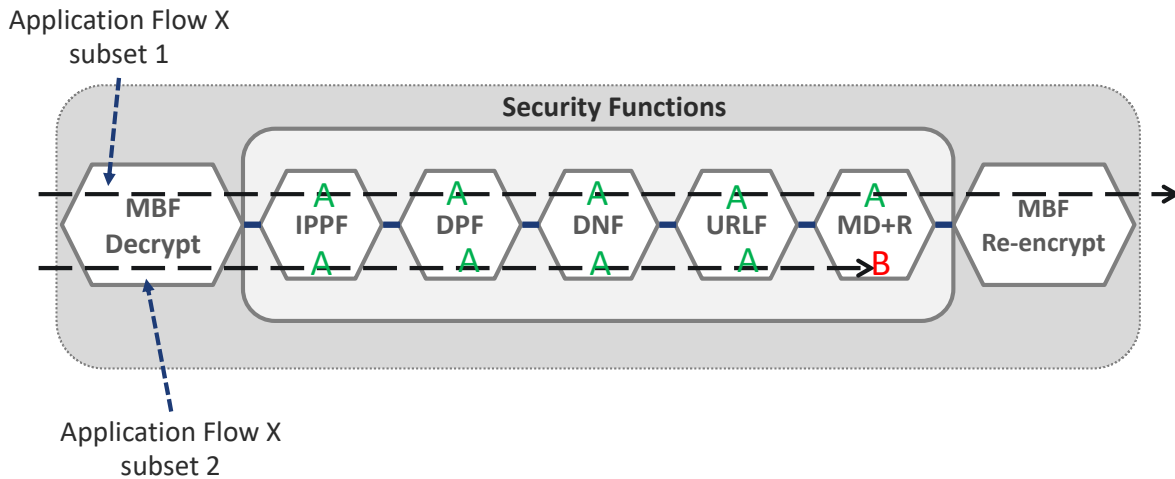 Application Flow X
subset 1
Security Functions
A A A A A
MBF
Decrypt
IPPF DPF DNF URLF MD+R
MBF
Re-encrypt
A A A A B
Application Flow X
subset 2